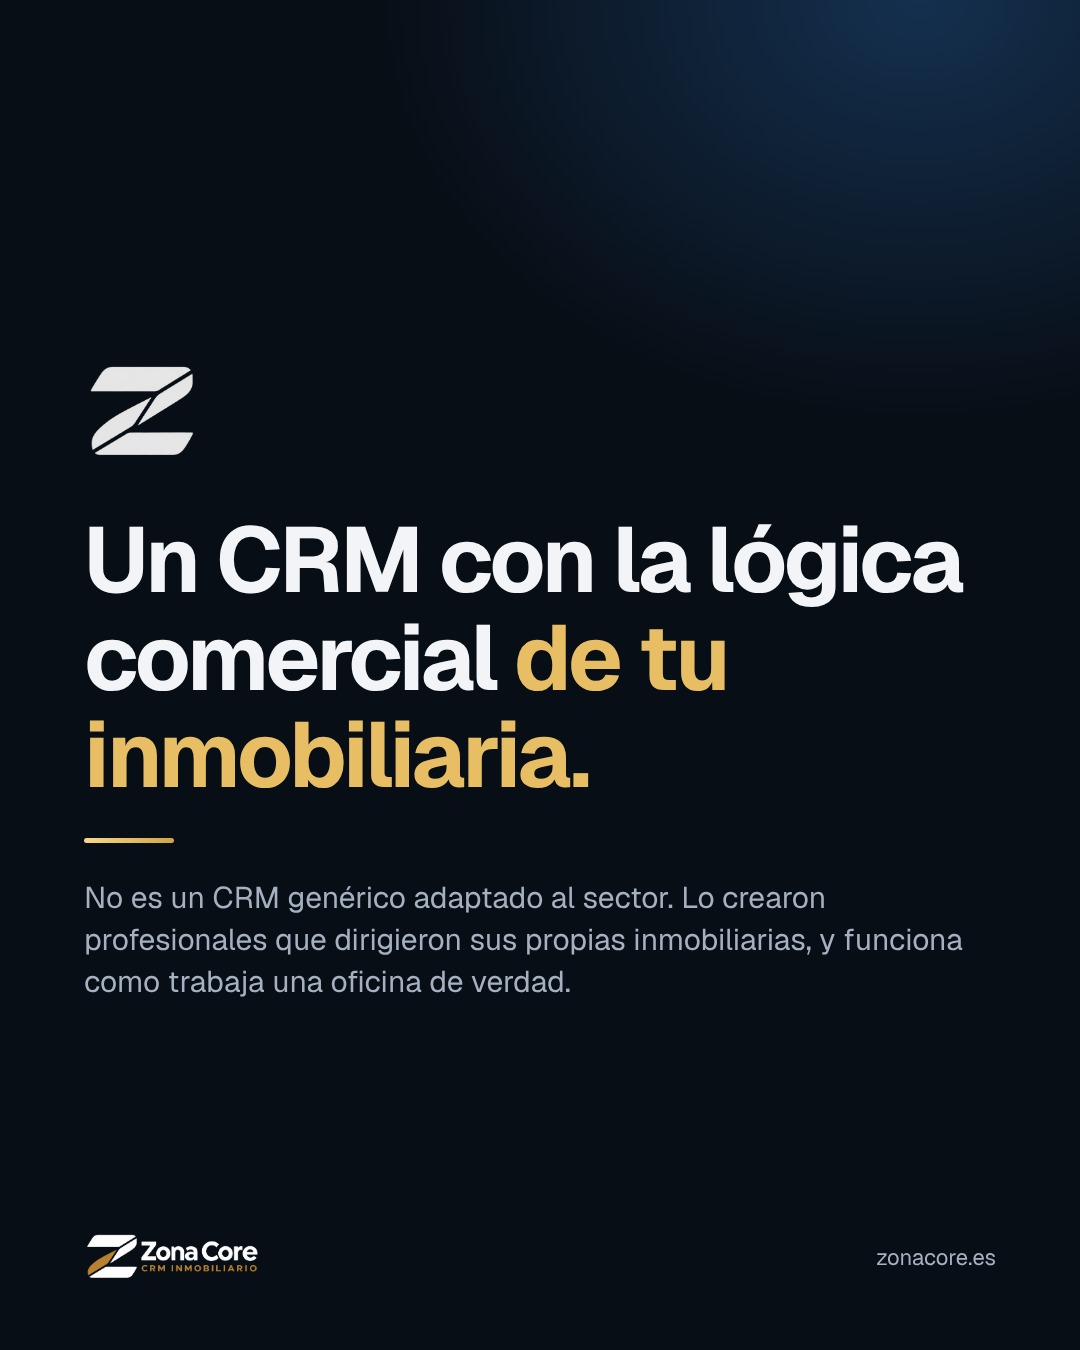 Un CRM con la lógica
comercial de tu
inmobiliaria.
No es un CRM genérico adaptado al sector. Lo crearon
profesionales que dirigieron sus propias inmobiliarias, y funciona
como trabaja una oficina de verdad.
Zona Core
CRM INMOBILIARIO
zonacore.es